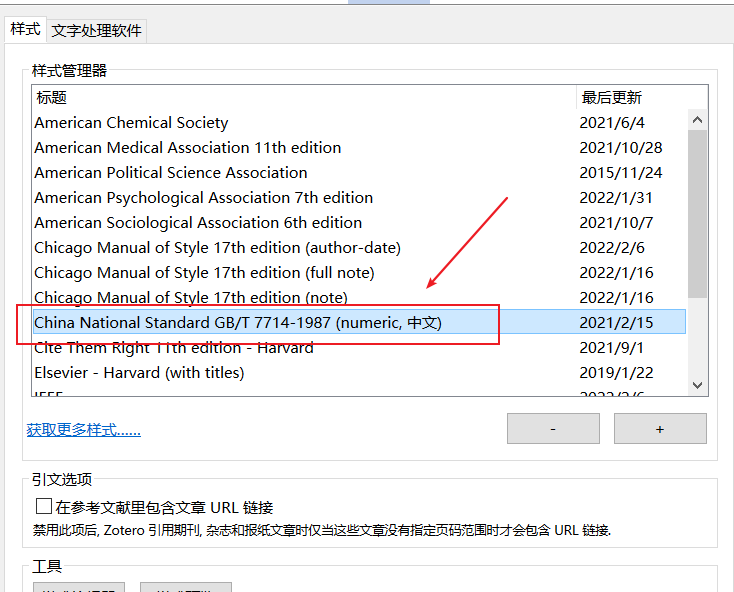 样式 文字处理软件
样式管理器
标题 最后更新
American Chemical Society 2021/6/4
American Medical Association 11th edition 2021/10/28
American Political Science Association 2015/11/24
American Psychological Association 7th edition 2022/1/31
American Sociological Association 6th edition 2021/10/7
Chicago Manual of Style 17th edition (author-date) 2022/2/6
Chicago Manual of Style 17th edition (full note) 2022/1/16
Chicago Manual of Style 17th edition (note) 2022/1/16
China National Standard GB/T 7714-1987 (numeric, 中文) 2021/2/15
Cite Them Right 11th edition - Harvard 2021/9/1
Elsevier - Harvard (with titles) 2019/1/22
获取更多样式...... - +
引文选项
在参考文献里包含文章 URL 链接
禁用此项后, Zotero 引用期刊, 杂志和报纸文章时仅当这些文章没有指定页码范围时才会包含 URL 链接.
工具